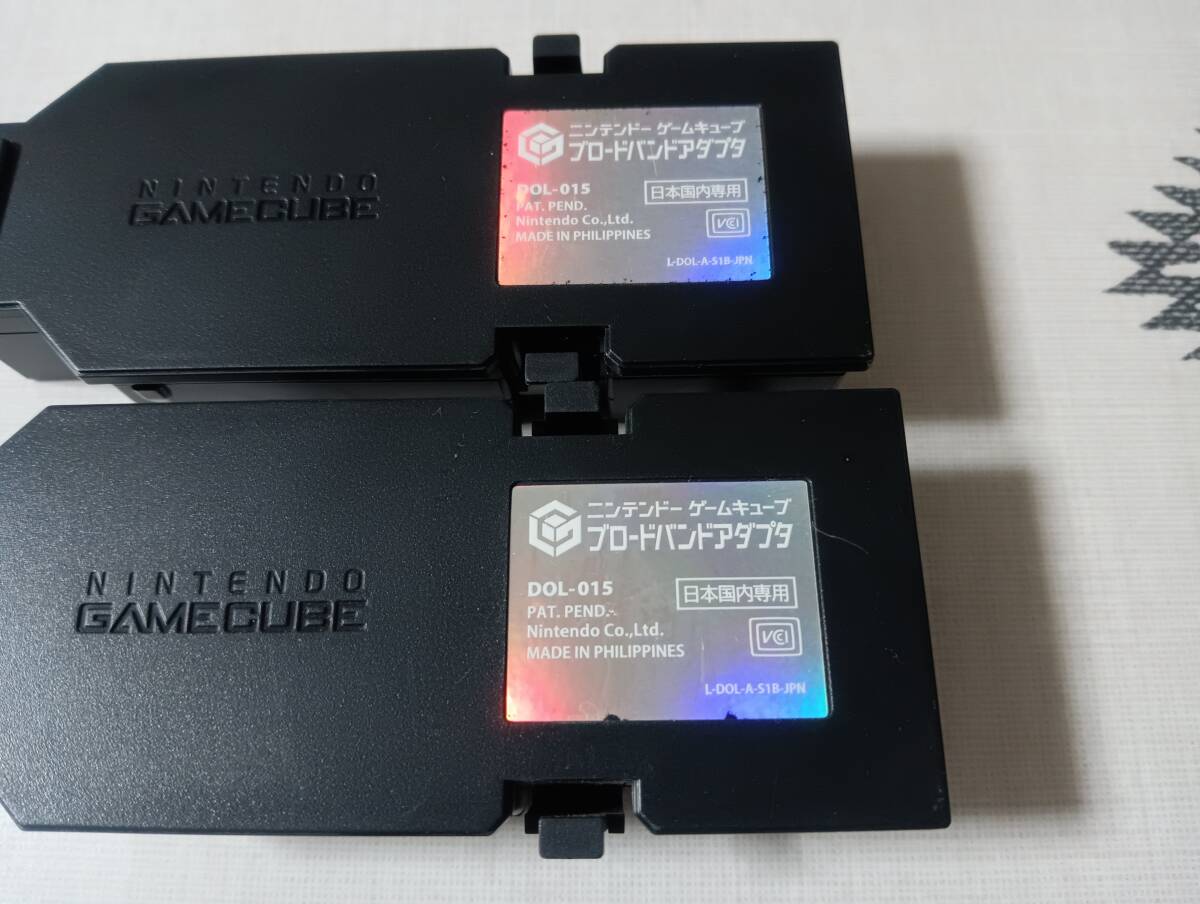 NINTENDO
GAMECUBE
ニンテンドー ゲームキューブ
ブロードバンドアダプタ
DOL-015
日本国内専用
PAT. PEND.
Nintendo Co.,Ltd.
VCI
MADE IN PHILIPPINES
L-DOL-A-S1B-JPN
NINTENDO
GAMECUBE
ニンテンドー ゲームキューブ
ブロードバンドアダプタ
DOL-015
日本国内専用
PAT. PEND.
Nintendo Co.,Ltd.
VCI
MADE IN PHILIPPINES
L-DOL-A-S1B-JPN